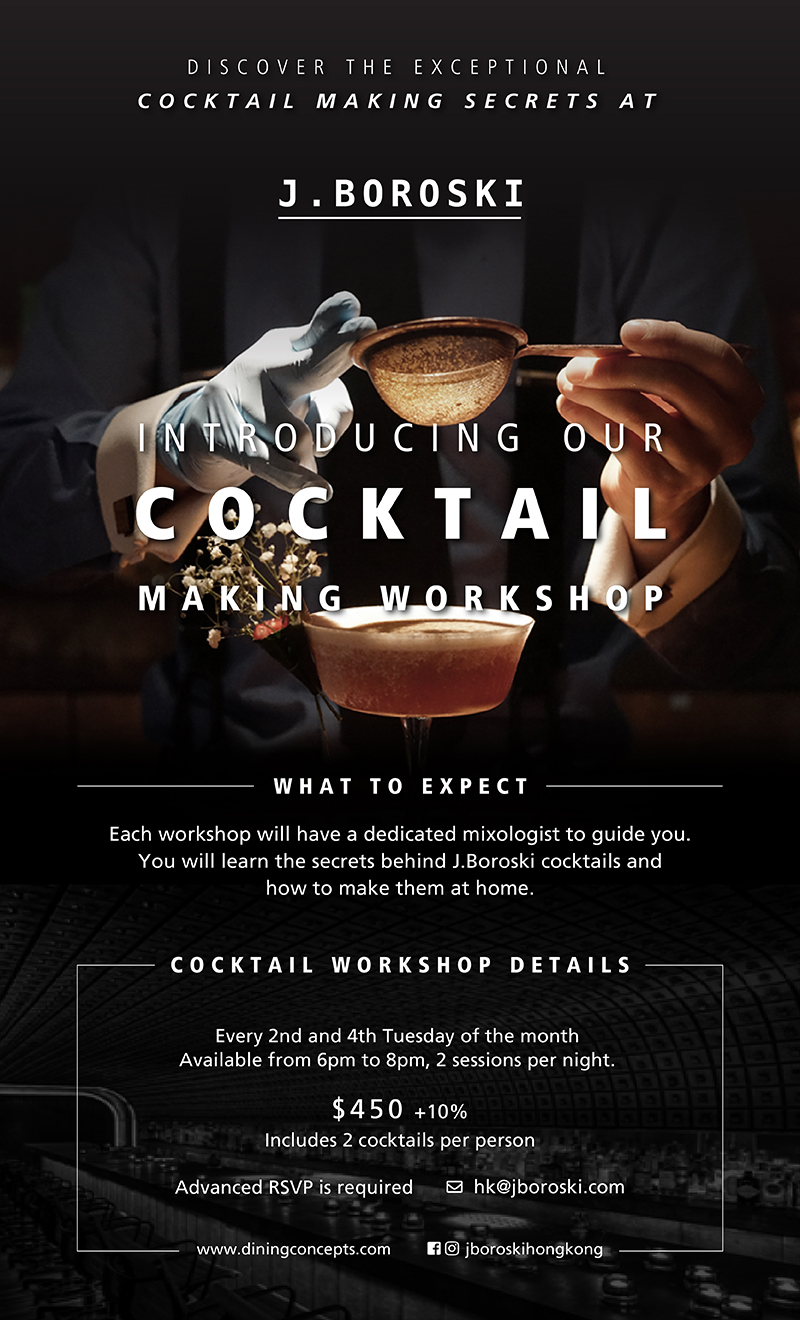 DISCOVER THE EXCEPTIONAL
COCKTAIL MAKING SECRETS AT
J.BOROSKI
INTRODUCING OUR
COCKTAIL
MAKING WORKSHOP
WHAT TO EXPECT
Each workshop will have a dedicated mixologist to guide you.
You will learn the secrets behind J.Boroski cocktails and
how to make them at home.
COCKTAIL WORKSHOP DETAILS
Every 2nd and 4th Tuesday of the month
Available from 6pm to 8pm, 2 sessions per night.
$450 +10%
Includes 2 cocktails per person
Advanced RSVP is required hk@jboroski.com
www.diningconcepts.com jboroskihongkong